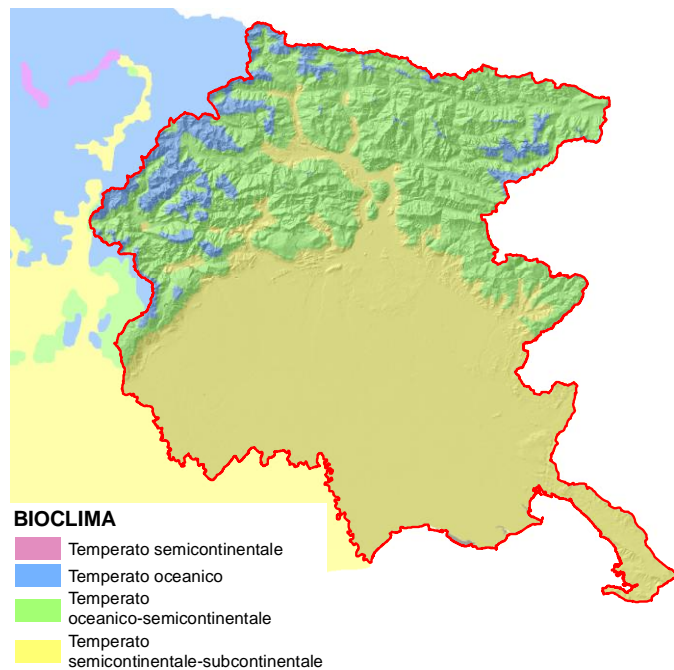 BIOCLIMA
Temperato semicontinentale
Temperato oceanico
Temperato
oceanico-semicontinentale
Temperato
semicontinentale-subcontinentale